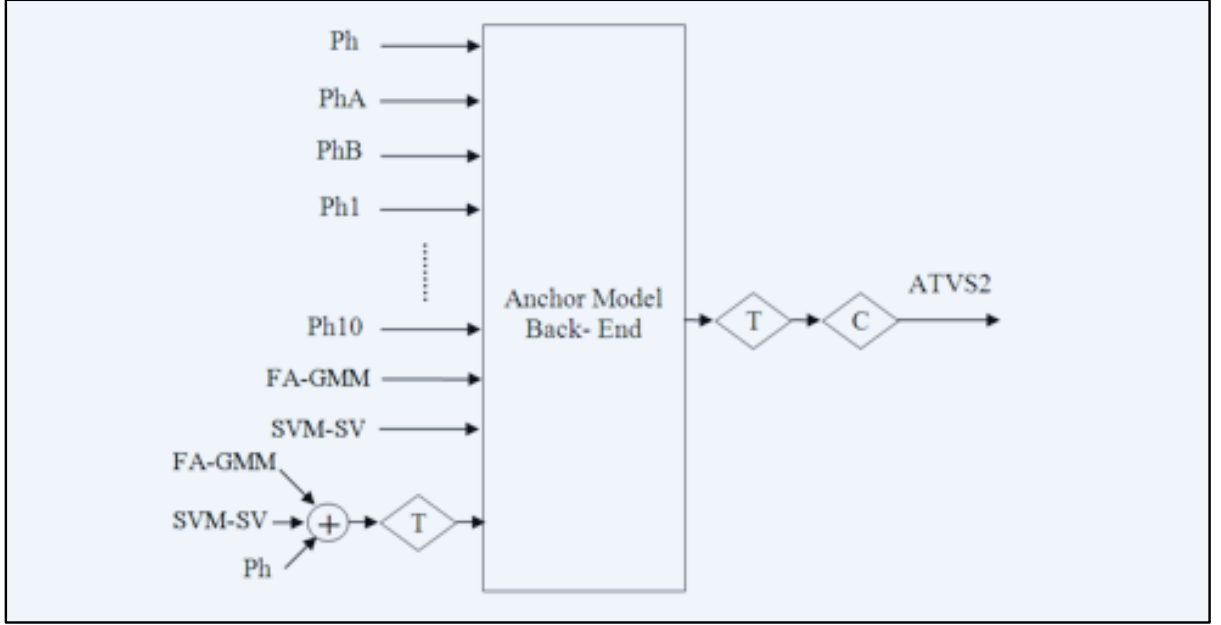 Ph
PhA
PhB
Ph1
Ph10
FA-GMM
SVM-SV
FA-GMM
SVM-SV
+
Ph
T
Anchor Model
Back- End
T
C
ATVS2